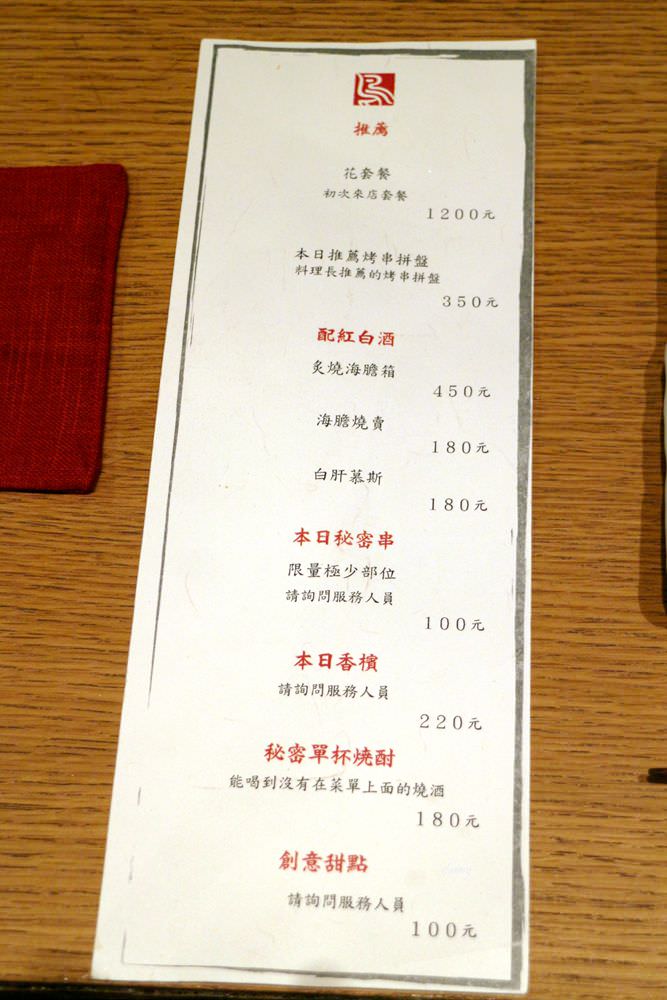 推薦
花套餐
初次來店套餐
1200元
本日推薦烤串拼盤
料理長推薦的烤串拼盤
350元
配紅白酒
炙燒海膽箱
450元
海膽燒賣
180元
白肝慕斯
180元
本日秘密串
限量極少部位
請詢問服務人員
100元
本日香檳
請詢問服務人員
220元
秘密單杯燒酎
能喝到沒有在菜單上面的燒酒
180元
創意甜點
請詢問服務人員
100元